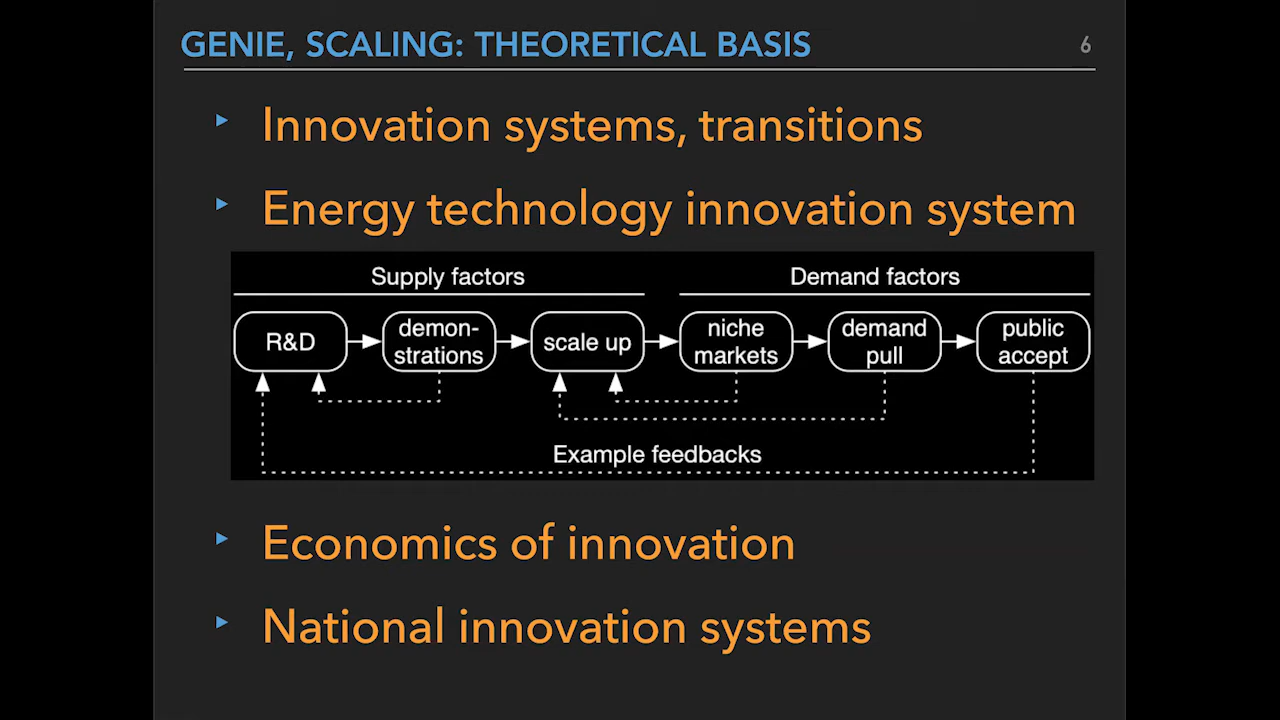 GENIE, SCALING: THEORETICAL BASIS
6
Innovation systems, transitions
Energy technology innovation system
Supply factors
Demand factors
R&D
demon-
strations
scale up
niche
markets
demand
pull
public
accept
Example feedbacks
Economics of innovation
National innovation systems